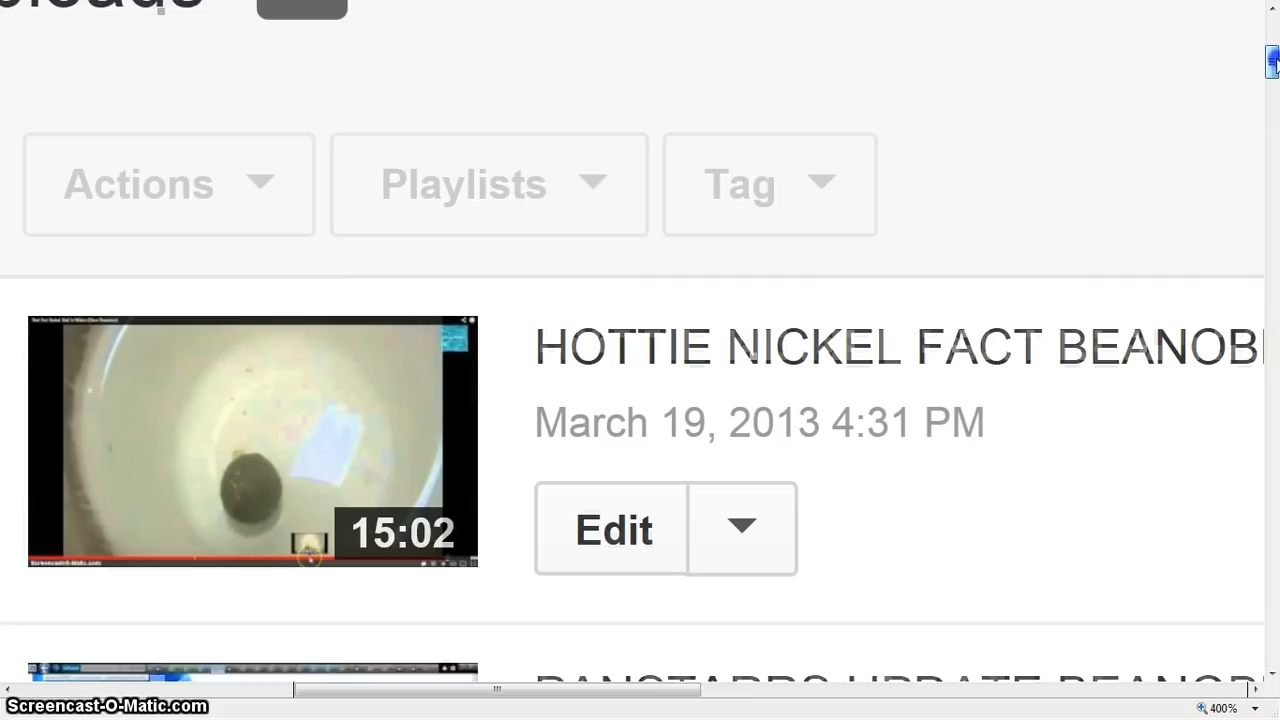 Actions Playlists Tag
HOTTIE NICKEL FACT BEANOB
March 19, 2013 4:31 PM
15:02
Edit
Screencast-O-Matic.com
400%